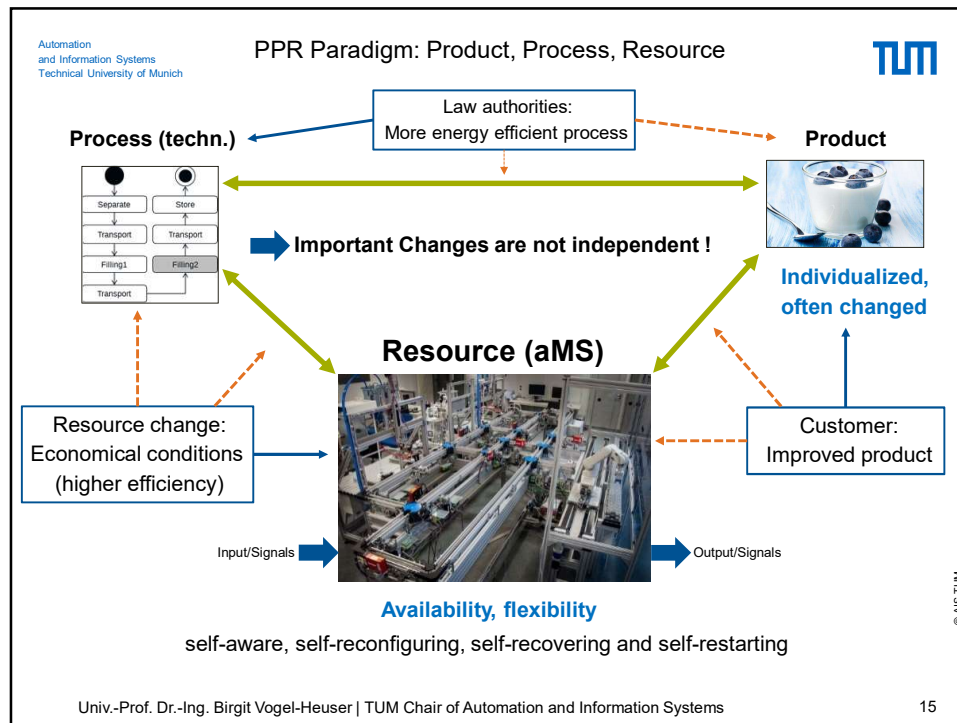 Automation
and Information Systems
Technical University of Munich
PPR Paradigm: Product, Process, Resource
TUM
Law authorities:
More energy efficient process
Process (techn.)
Product
Separate
Transport
Filling1
Transport
Store
Transport
Filling2
Important Changes are not independent !
Individualized,
often changed
Resource (aMS)
Resource change:
Economical conditions
(higher efficiency)
Customer:
Improved product
Input/Signals
Output/Signals
Availability, flexibility
self-aware, self-reconfiguring, self-recovering and self-restarting
© AIS TUM
Univ.-Prof. Dr.-Ing. Birgit Vogel-Heuser | TUM Chair of Automation and Information Systems
15